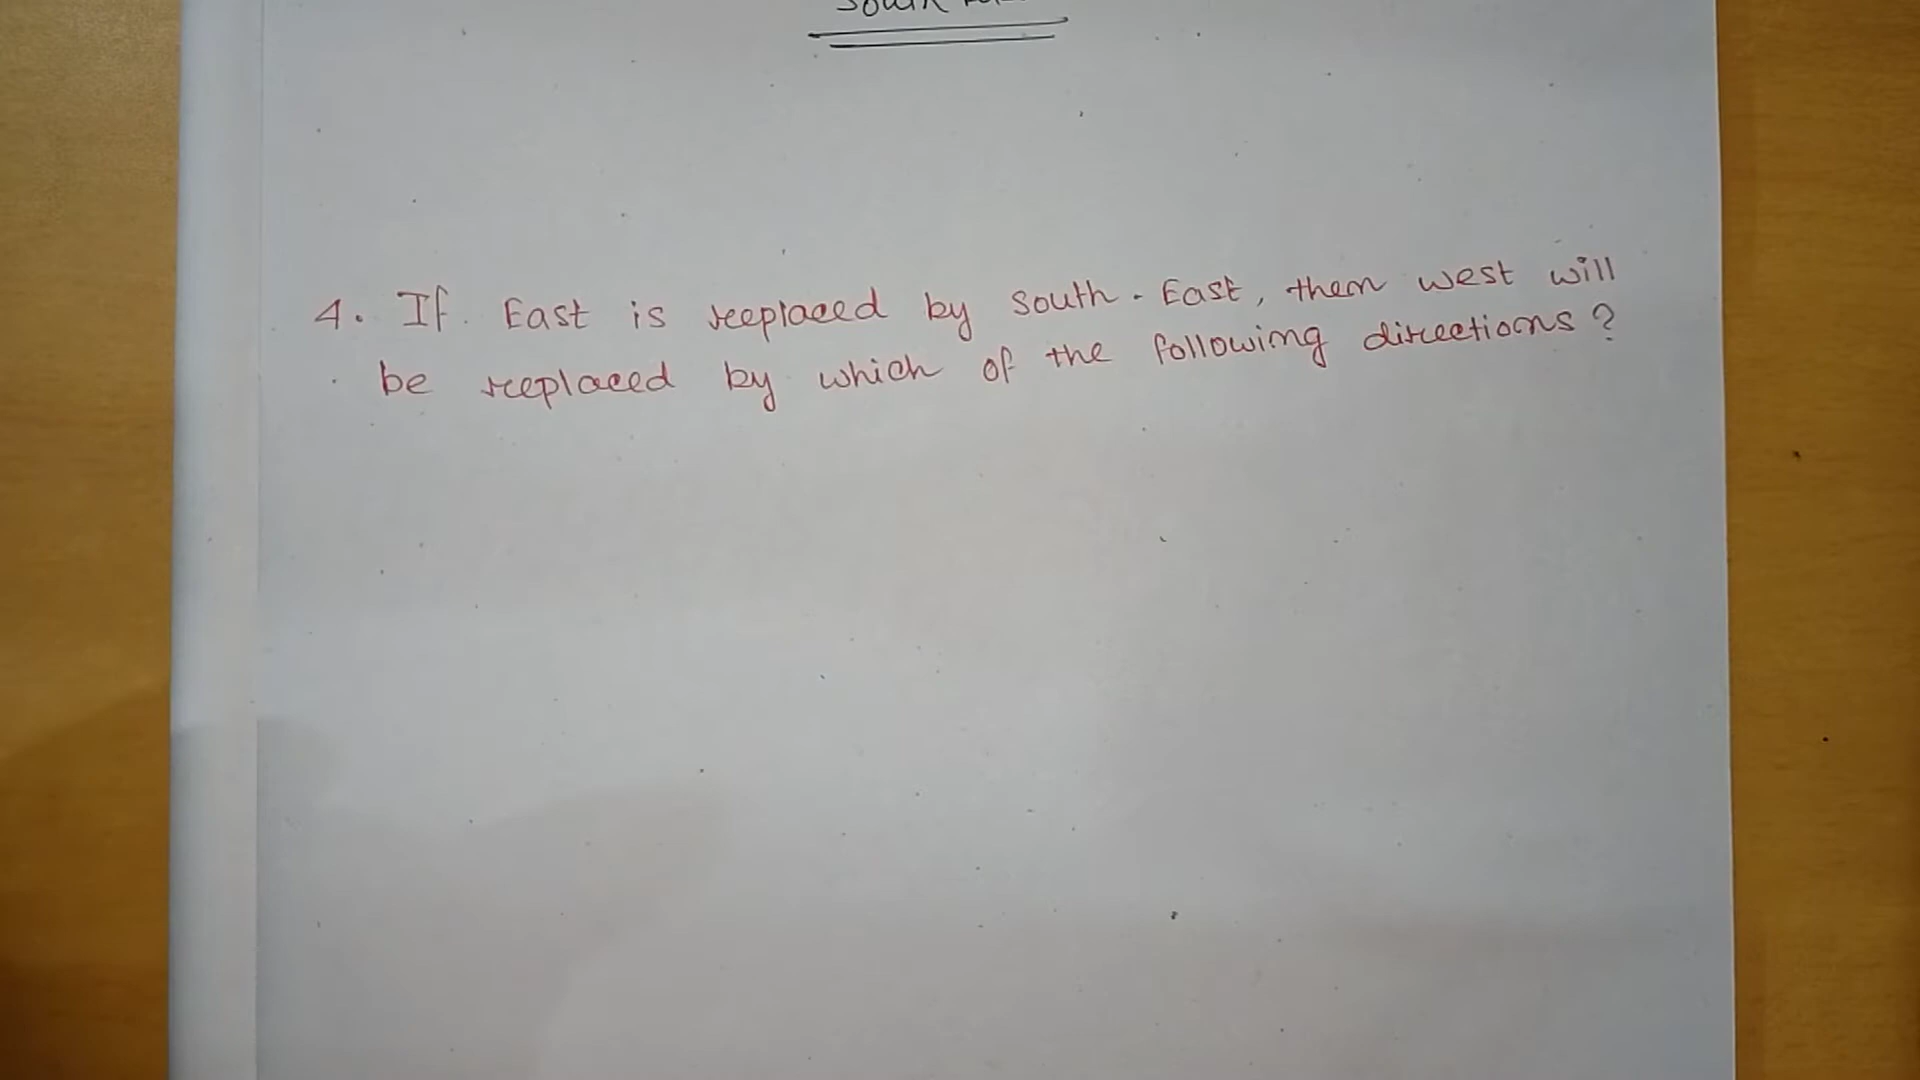 South
4. If East is replaced by South-East, then west will
be replaced by which of the following directions?